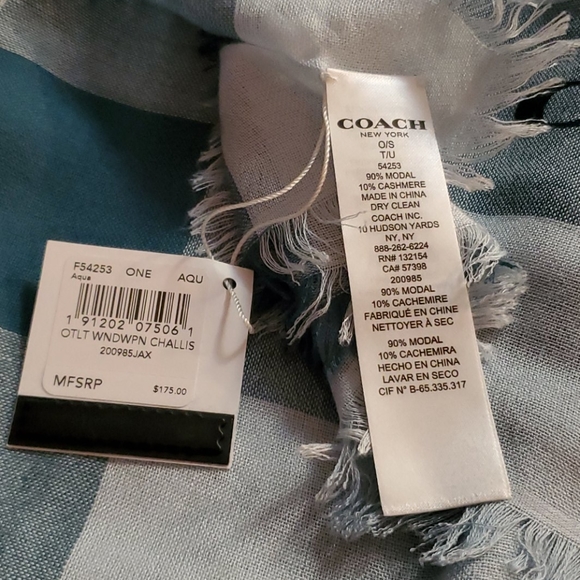 F54253 ONE AQU
Aqua
1 91202 07506 1
OTLT WNDWPN CHALLIS
200985JAX
MFSRP $175.00
COACH
NEW YORK
O/S
T/U
54253
90% MODAL
10% CASHMERE
MADE IN CHINA
DRY CLEAN
COACH INC.
10 HUDSON YARDS
NY, NY
888-262-6224
RN# 132154
CA# 57398
200985
90% MODAL
10% CACHEMIRE
FABRIQUÉ EN CHINE
NETTOYER À SEC
90% MODAL
10% CACHEMIRA
HECHO EN CHINA
LAVAR EN SECO
CIF N° B-65.335.317